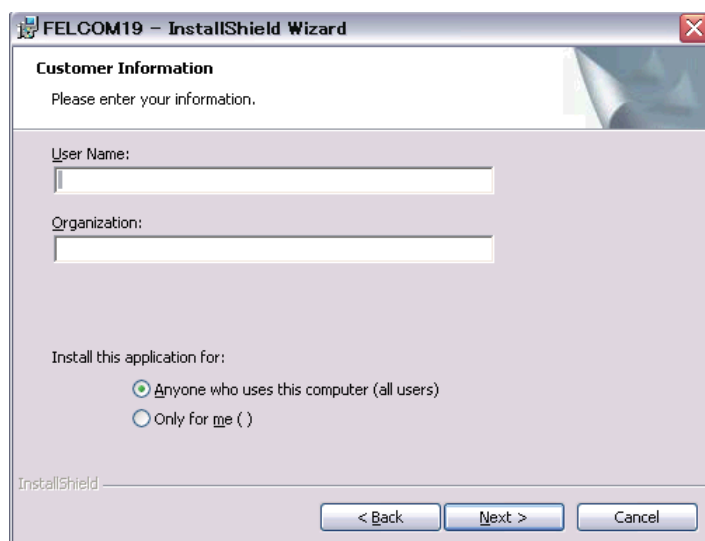 FELCOM19 - InstallShield Wizard
Customer Information
Please enter your information.
User Name:
Organization:
Install this application for:
Anyone who uses this computer (all users)
Only for me ( )
InstallShield
< Back
Next >
Cancel